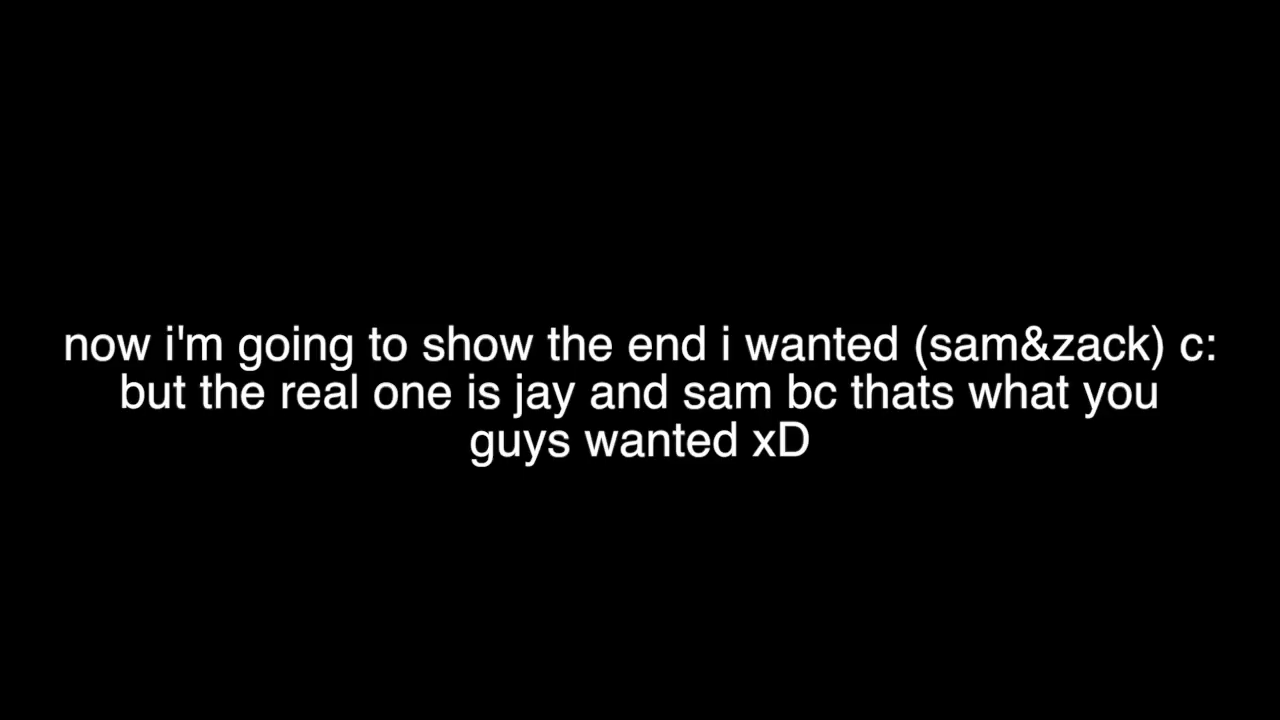 now i'm going to show the end i wanted (sam&zack) c:
but the real one is jay and sam bc thats what you
guys wanted xD